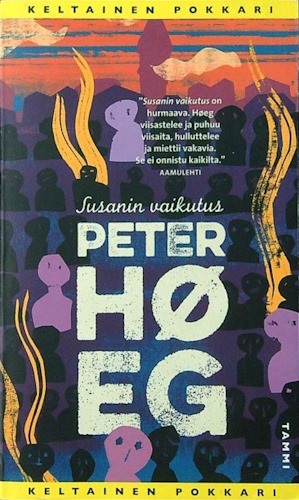 KELTAINEN POKKARI
"Susanin vaikutus on
hurmaava. Høeg
viisastelee ja puhuu
viisaita, hulluttelee
ja miettii vakavia.
Se ei onnistu kaikilta."
AAMULEHTI
Susanin vaikutus
PETER
HØ
EG
TAMMI
KELTAINEN POKKARI